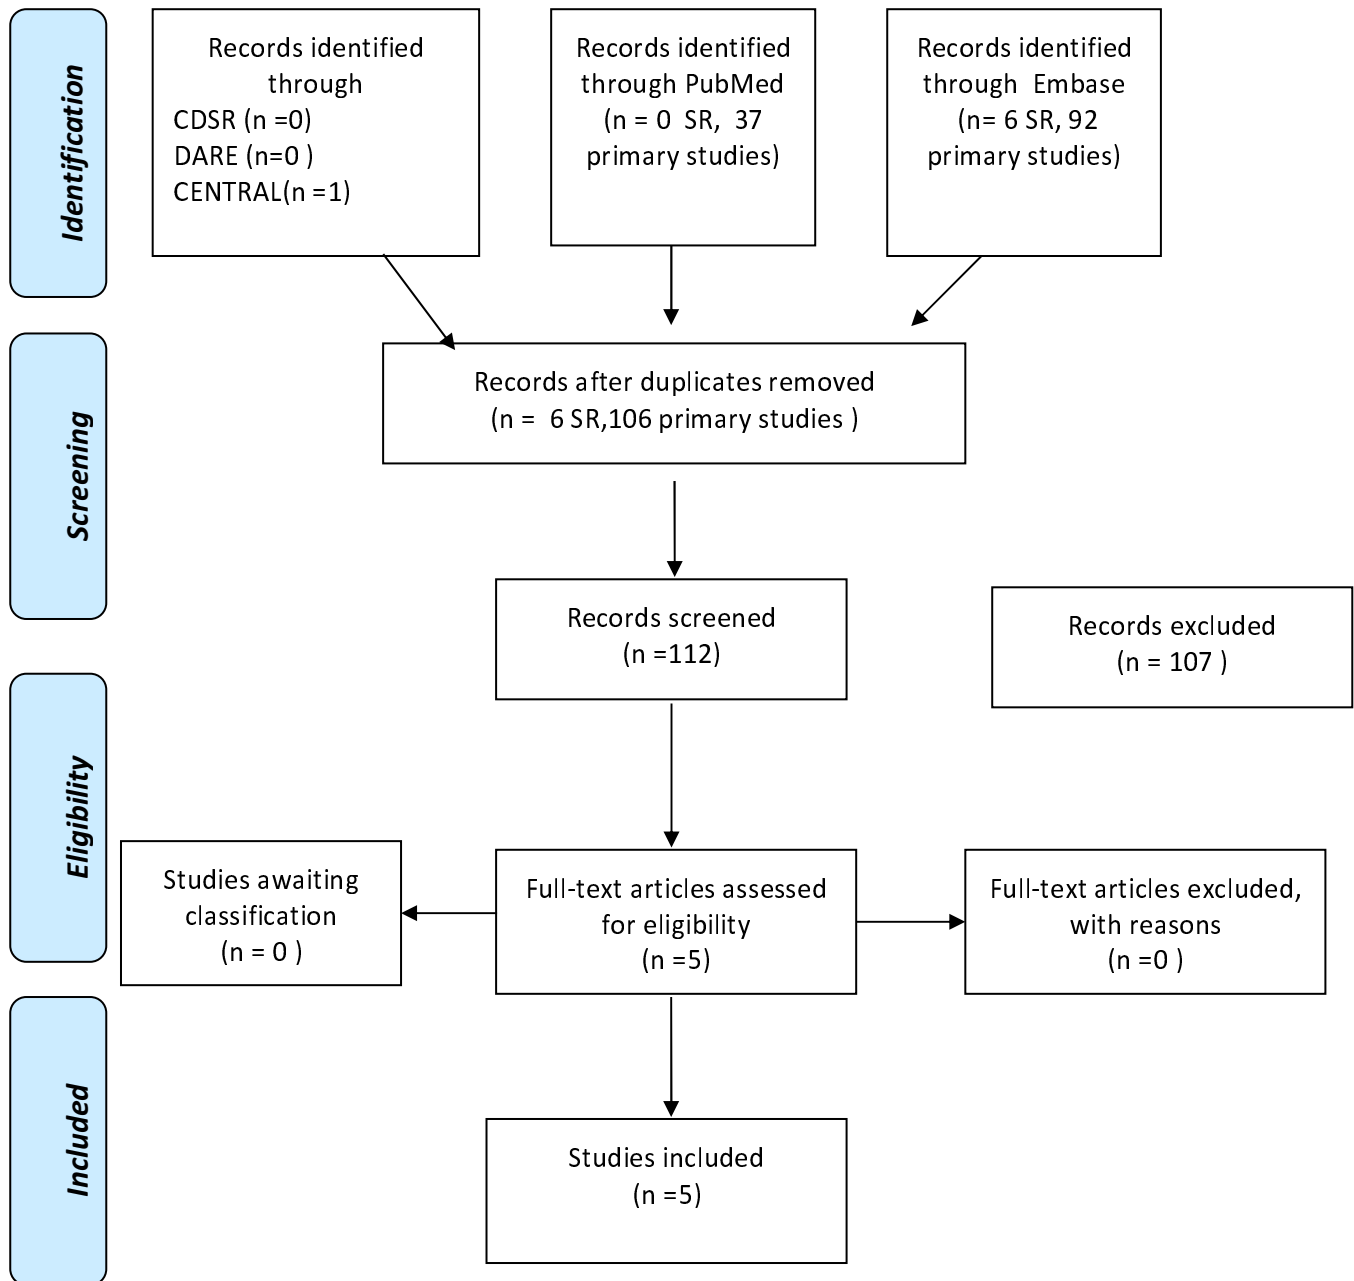 Identification
Records identified
through
CDSR (n =0)
DARE (n=0 )
CENTRAL(n =1)
Records identified
through PubMed
(n = 0 SR, 37
primary studies)
Records identified
through Embase
(n= 6 SR, 92
primary studies)
Screening
Records after duplicates removed
(n = 6 SR,106 primary studies )
Records screened
(n =112)
Records excluded
(n = 107 )
Eligibility
Studies awaiting
classification
(n = 0 )
Full-text articles assessed
for eligibility
(n =5)
Full-text articles excluded,
with reasons
(n =0 )
Included
Studies included
(n =5)